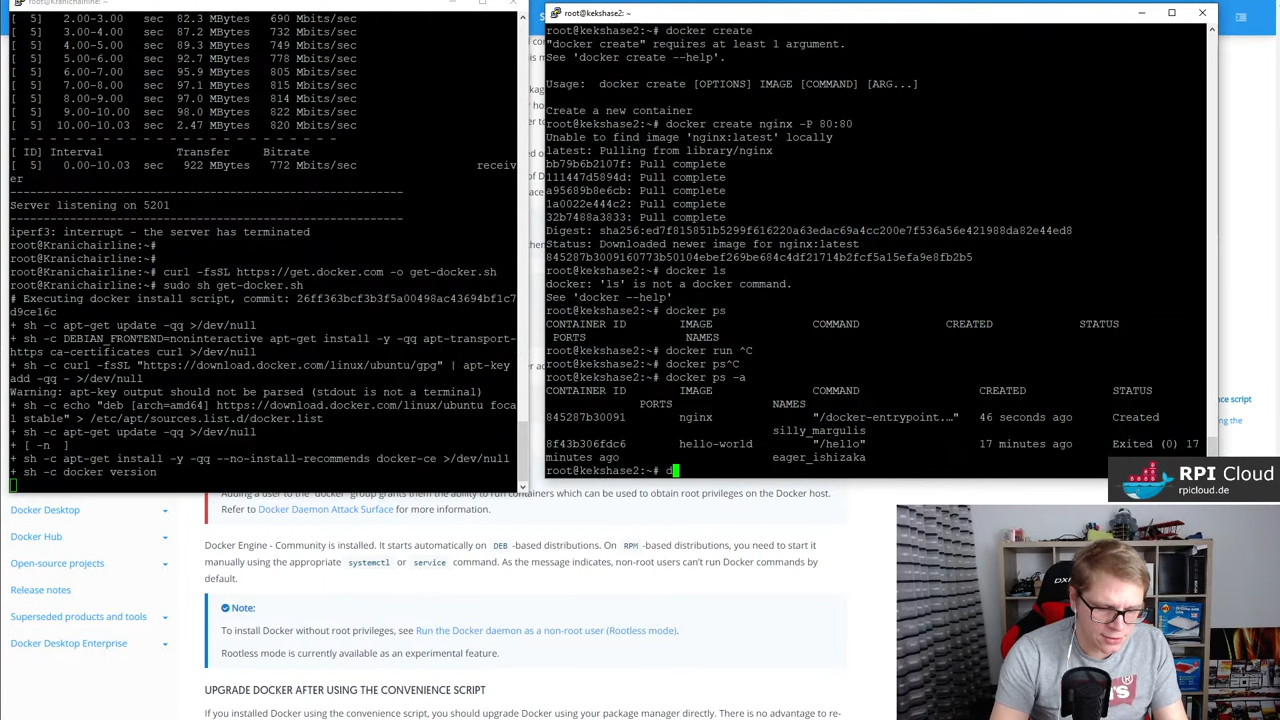 root@Kranichairline: ~
[  5]   2.00-3.00   sec  82.3 MBytes   690 Mbits/sec
[  5]   3.00-4.00   sec  87.2 MBytes   732 Mbits/sec
[  5]   4.00-5.00   sec  89.3 MBytes   749 Mbits/sec
[  5]   5.00-6.00   sec  92.7 MBytes   778 Mbits/sec
[  5]   6.00-7.00   sec  95.9 MBytes   805 Mbits/sec
[  5]   7.00-8.00   sec  97.1 MBytes   815 Mbits/sec
[  5]   8.00-9.00   sec  97.0 MBytes   814 Mbits/sec
[  5]   9.00-10.00  sec  98.0 MBytes   822 Mbits/sec
[  5]  10.00-10.03  sec  2.47 MBytes   820 Mbits/sec
- - - - - - - - - - - - - - - - - - - - - - - - -
[ ID] Interval           Transfer     Bitrate
[  5]   0.00-10.03  sec   922 MBytes   772 Mbits/sec                  receiv
er
-----------------------------------------------------------
Server listening on 5201
-----------------------------------------------------------
iperf3: interrupt - the server has terminated
root@Kranichairline:~#
root@Kranichairline:~#
root@Kranichairline:~# curl -fsSL https://get.docker.com -o get-docker.sh
root@Kranichairline:~# sudo sh get-docker.sh
# Executing docker install script, commit: 26ff363bcf3b3f5a00498ac43694bf1c7
d9ce16c
+ sh -c apt-get update -qq >/dev/null
+ sh -c DEBIAN_FRONTEND=noninteractive apt-get install -y -qq apt-transport-
https ca-certificates curl >/dev/null
+ sh -c curl -fsSL "https://download.docker.com/linux/ubuntu/gpg" | apt-key
add -qq - >/dev/null
Warning: apt-key output should not be parsed (stdout is not a terminal)
+ sh -c echo "deb [arch=amd64] https://download.docker.com/linux/ubuntu foca
l stable" > /etc/apt/sources.list.d/docker.list
+ sh -c apt-get update -qq >/dev/null
+ [ -n  ]
+ sh -c apt-get install -y -qq --no-install-recommends docker-ce >/dev/null
+ sh -c docker version
root@kekshase2: ~
root@kekshase2:~# docker create
"docker create" requires at least 1 argument.
See 'docker create --help'.
Usage:  docker create [OPTIONS] IMAGE [COMMAND] [ARG...]
Create a new container
root@kekshase2:~# docker create nginx -P 80:80
Unable to find image 'nginx:latest' locally
latest: Pulling from library/nginx
bb79b6b2107f: Pull complete
111447d5894d: Pull complete
a95689b8e6cb: Pull complete
1a0022e444c2: Pull complete
32b7488a3833: Pull complete
Digest: sha256:ed7f815851b5299f616220a63edac69a4cc200e7f536a56e421988da82e44ed8
Status: Downloaded newer image for nginx:latest
845287b3009160773b50104ebef269be684c4df21714b2fcf5a15efa9e8fb2b5
root@kekshase2:~# docker ls
docker: 'ls' is not a docker command.
See 'docker --help'
root@kekshase2:~# docker ps
CONTAINER ID        IMAGE               COMMAND             CREATED             STATUS
 PORTS               NAMES
root@kekshase2:~# docker run ^C
root@kekshase2:~# docker ps^C
root@kekshase2:~# docker ps -a
CONTAINER ID        IMAGE               COMMAND                  CREATED             STATUS
PORTS               NAMES
845287b30091        nginx               "/docker-entrypoint.…"   46 seconds ago      Created
silly_margulis
8f43b306fdc6        hello-world         "/hello"                 17 minutes ago      Exited (0) 17
minutes ago                       eager_ishizaka
root@kekshase2:~# d
script
ng the
RPI Cloud
rpicloud.de
Docker Desktop
Docker Hub
Open-source projects
Release notes
Superseded products and tools
Docker Desktop Enterprise
Adding a user to the "docker" group grants them the ability to run containers which can be used to obtain root privileges on the Docker host.
Refer to Docker Daemon Attack Surface for more information.
Docker Engine - Community is installed. It starts automatically on DEB -based distributions. On RPM -based distributions, you need to start it
manually using the appropriate systemctl or service command. As the message indicates, non-root users can't run Docker commands by
default.
Note:
To install Docker without root privileges, see Run the Docker daemon as a non-root user (Rootless mode).
Rootless mode is currently available as an experimental feature.
UPGRADE DOCKER AFTER USING THE CONVENIENCE SCRIPT
If you installed Docker using the convenience script, you should upgrade Docker using your package manager directly. There is no advantage to re-